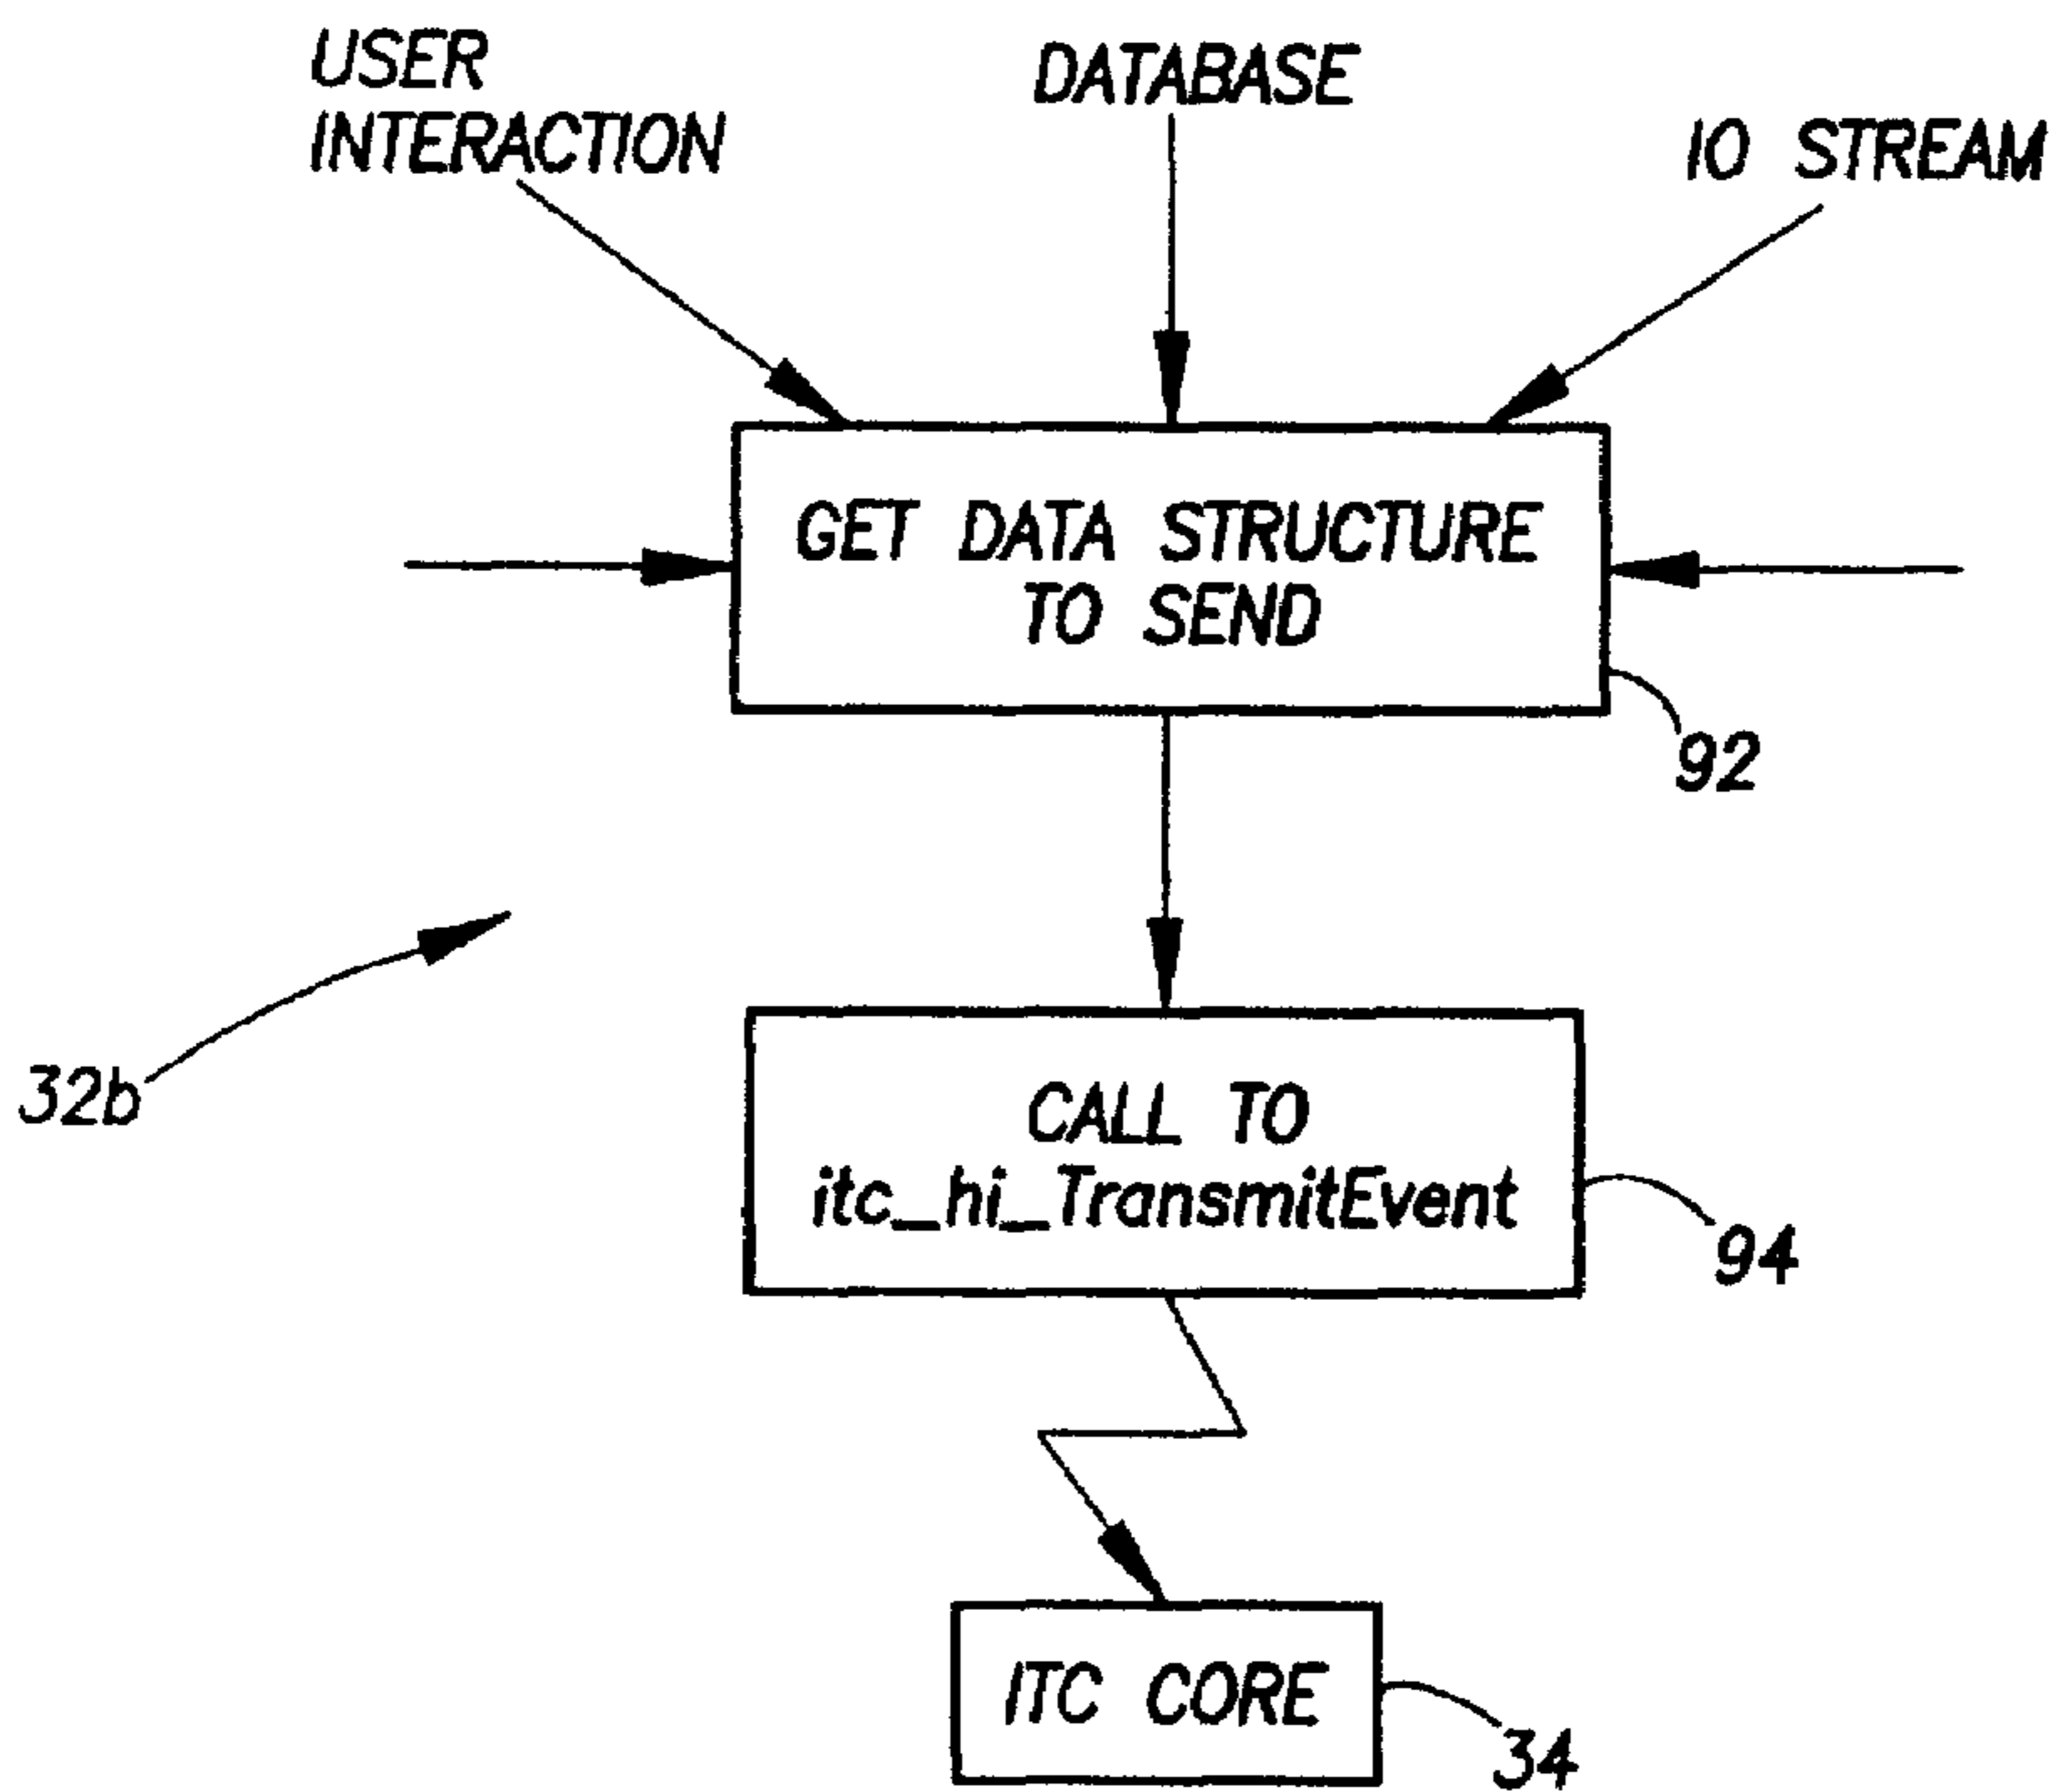 USER
INTERACTION
DATABASE
IO STREAM
GET DATA STRUCTURE
TO SEND
92
32b
CALL TO
itc_hi_TransmitEvent
94
ITC CORE
34